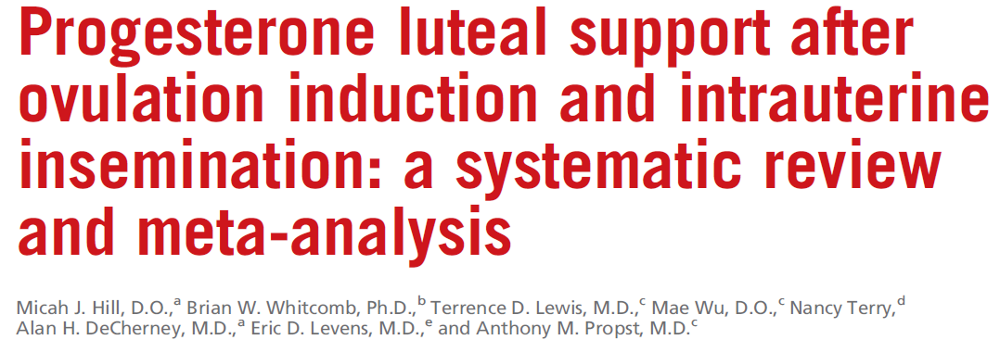 Progesterone luteal support after
ovulation induction and intrauterine
insemination: a systematic review
and meta-analysis
Micah J. Hill, D.O.,ᵃ Brian W. Whitcomb, Ph.D.,ᵇ Terrence D. Lewis, M.D.,ᶜ Mae Wu, D.O.,ᶜ Nancy Terry,ᵈ
Alan H. DeCherney, M.D.,ᵃ Eric D. Levens, M.D.,ᵉ and Anthony M. Propst, M.D.ᶜ